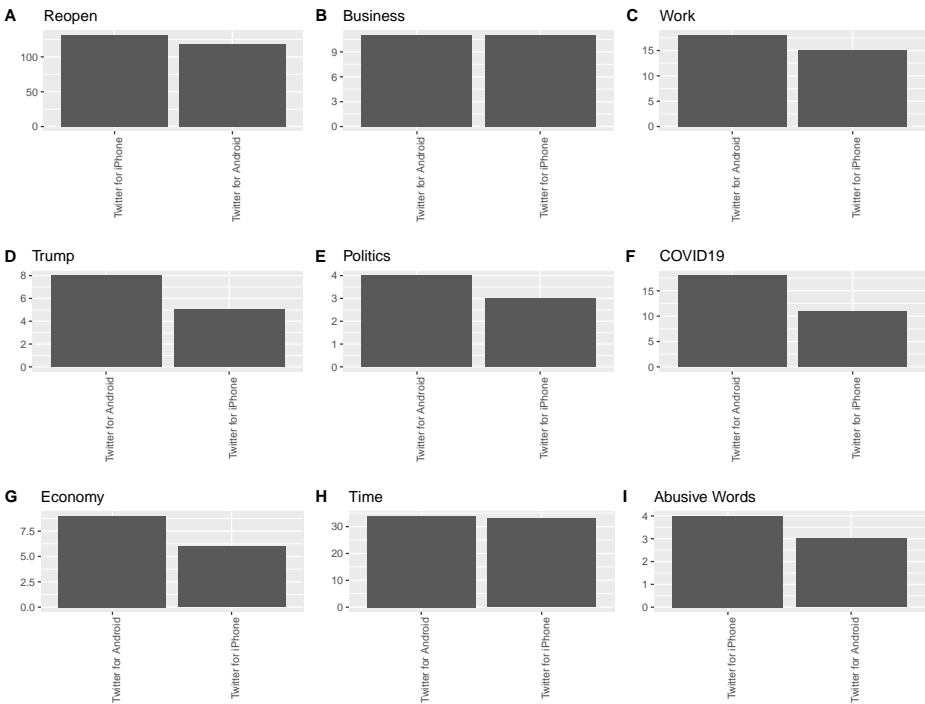 A Reopen
100
50
0
Twitter for iPhone
Twitter for Android
B Business
9
6
3
0
Twitter for Android
Twitter for iPhone
C Work
15
10
5
0
Twitter for Android
Twitter for iPhone
D Trump
8
6
4
2
0
Twitter for Android
Twitter for iPhone
E Politics
4
3
2
1
0
Twitter for Android
Twitter for iPhone
F COVID19
15
10
5
0
Twitter for Android
Twitter for iPhone
G Economy
7.5
5.0
2.5
0.0
Twitter for Android
Twitter for iPhone
H Time
30
20
10
0
Twitter for Android
Twitter for iPhone
I Abusive Words
4
3
2
1
0
Twitter for iPhone
Twitter for Android